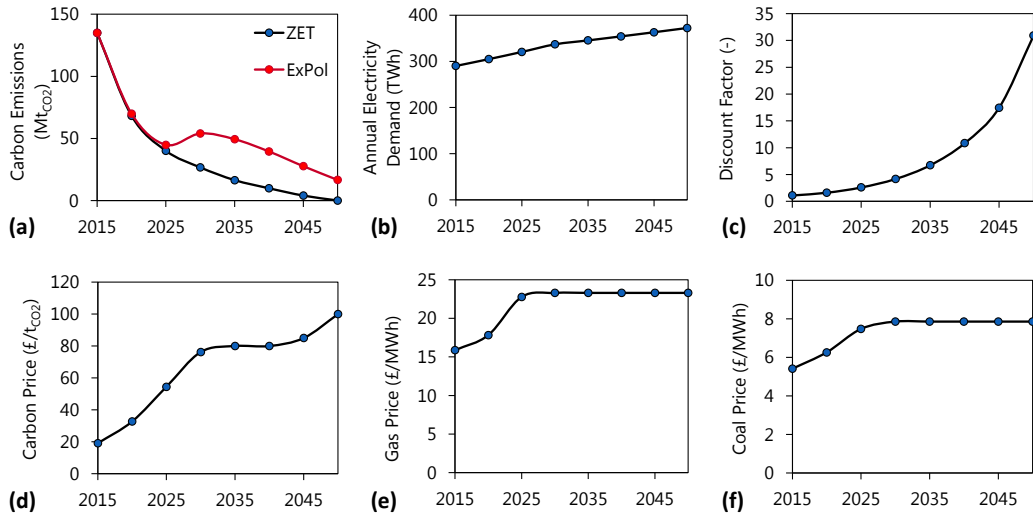 Carbon Emissions
(MtCO2)
150
100
50
0
ZET
ExPol
(a)
2015 2025 2035 2045
Annual Electricity
Demand (TWh)
400
300
200
100
0
(b)
2015 2025 2035 2045
Discount Factor (-)
35
30
25
20
15
10
5
0
(c)
2015 2025 2035 2045
Carbon Price (£/tCO2)
120
100
80
60
40
20
0
(d)
2015 2025 2035 2045
Gas Price (£/MWh)
25
20
15
10
5
0
(e)
2015 2025 2035 2045
Coal Price (£/MWh)
10
8
6
4
2
0
(f)
2015 2025 2035 2045